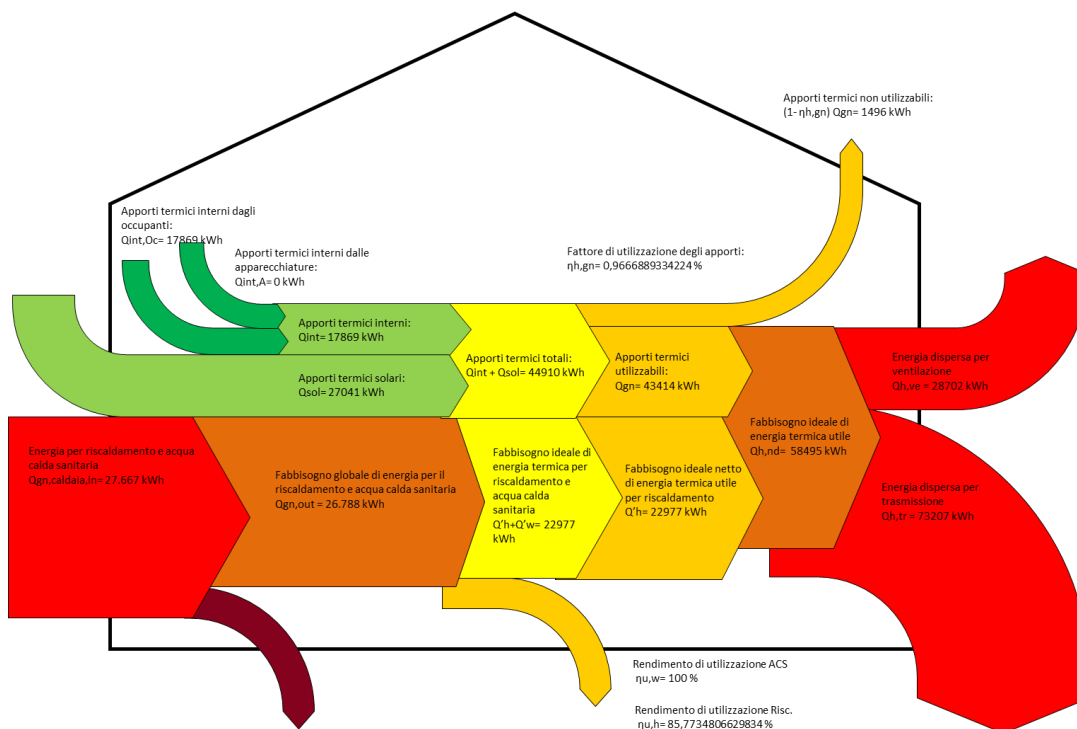 Apporti termici non utilizzabili:
(1- ηh,gn) Qgn= 1496 kWh
Apporti termici interni dagli
occupanti:
Qint,Oc= 17869 kWh
Apporti termici interni dalle
apparecchiature:
Qint,A= 0 kWh
Fattore di utilizzazione degli apporti:
ηh,gn= 0,9666889334224 %
Apporti termici interni:
Qint= 17869 kWh
Apporti termici solari:
Qsol= 27041 kWh
Apporti termici totali:
Qint + Qsol= 44910 kWh
Apporti termici
utilizzabili:
Qgn= 43414 kWh
Energia dispersa per
ventilazione
Qh,ve = 28702 kWh
Energia per riscaldamento e acqua
calda sanitaria
Qgn,caldaia,in= 27.667 kWh
Fabbisogno globale di energia per il
riscaldamento e acqua calda sanitaria
Qgn,out = 26.788 kWh
Fabbisogno ideale di
energia termica per
riscaldamento e
acqua calda
sanitaria
Q'h+Q'w= 22977
kWh
Fabbisogno ideale netto
di energia termica utile
per riscaldamento
Q'h = 22977 kWh
Fabbisogno ideale di
energia termica utile
Qh,nd= 58495 kWh
Energia dispersa per
trasmissione
Qh,tr = 73207 kWh
Rendimento di utilizzazione ACS
ηu,w= 100 %
Rendimento di utilizzazione Risc.
ηu,h= 85,7734806629834 %